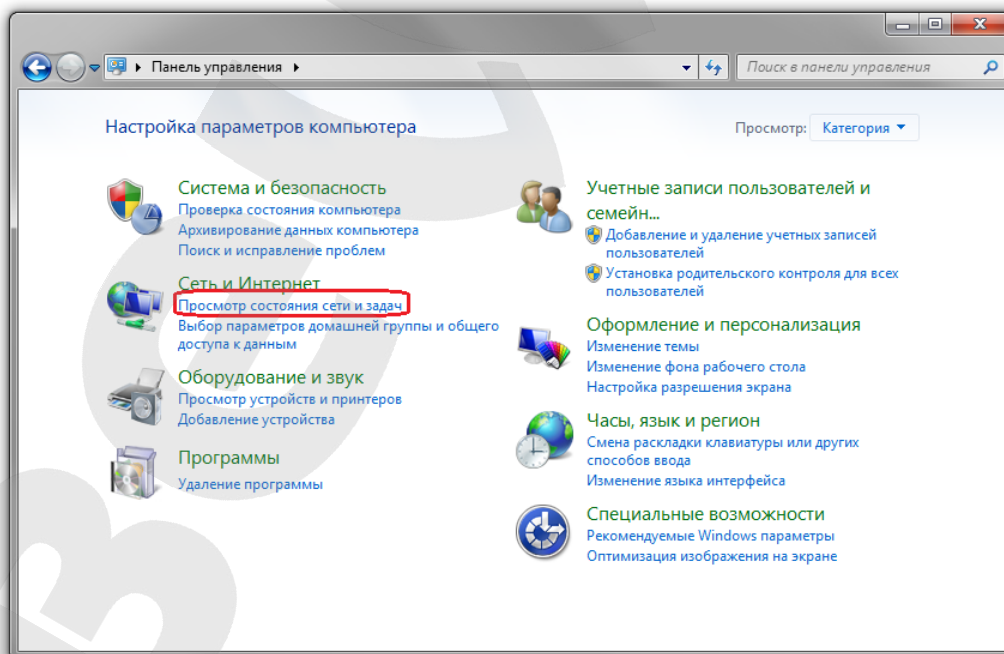 Панель управления
Поиск в панели управления
Настройка параметров компьютера
Просмотр: Категория
Система и безопасность
Проверка состояния компьютера
Архивирование данных компьютера
Поиск и исправление проблем
Сеть и Интернет
Просмотр состояния сети и задач
Выбор параметров домашней группы и общего
доступа к данным
Оборудование и звук
Просмотр устройств и принтеров
Добавление устройства
Программы
Удаление программы
Учетные записи пользователей и
семейн...
Добавление и удаление учетных записей
пользователей
Установка родительского контроля для всех
пользователей
Оформление и персонализация
Изменение темы
Изменение фона рабочего стола
Настройка разрешения экрана
Часы, язык и регион
Смена раскладки клавиатуры или других
способов ввода
Изменение языка интерфейса
Специальные возможности
Рекомендуемые Windows параметры
Оптимизация изображения на экране